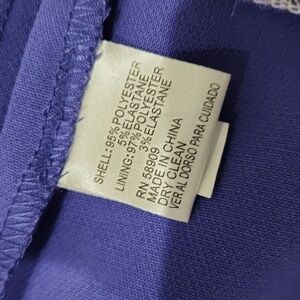 SHELL: 95% POLYESTER
5% ELASTANE
LINING: 97% POLYESTER
3% ELASTANE
RN 58909
MADE IN CHINA
DRY CLEAN
VER AL DORSO PARA CUIDADO